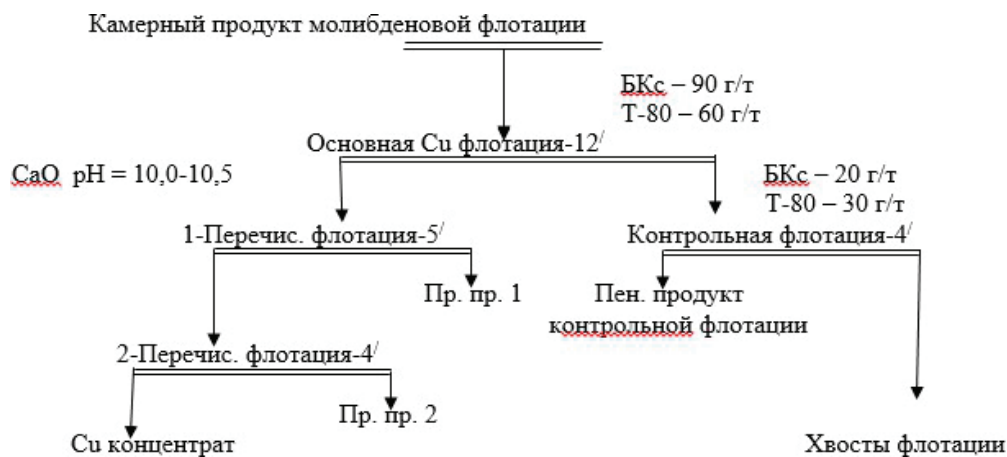 Камерный продукт молибденовой флотации
БКс – 90 г/т
Т-80 – 60 г/т
Основная Cu флотация-12/
CaO pH = 10,0-10,5
БКс – 20 г/т
Т-80 – 30 г/т
1-Перечис. флотация-5/
Контрольная флотация-4/
Пр. пр. 1
Пен. продукт
контрольной флотации
2-Перечис. флотация-4/
Пр. пр. 2
Cu концентрат
Хвосты флотации